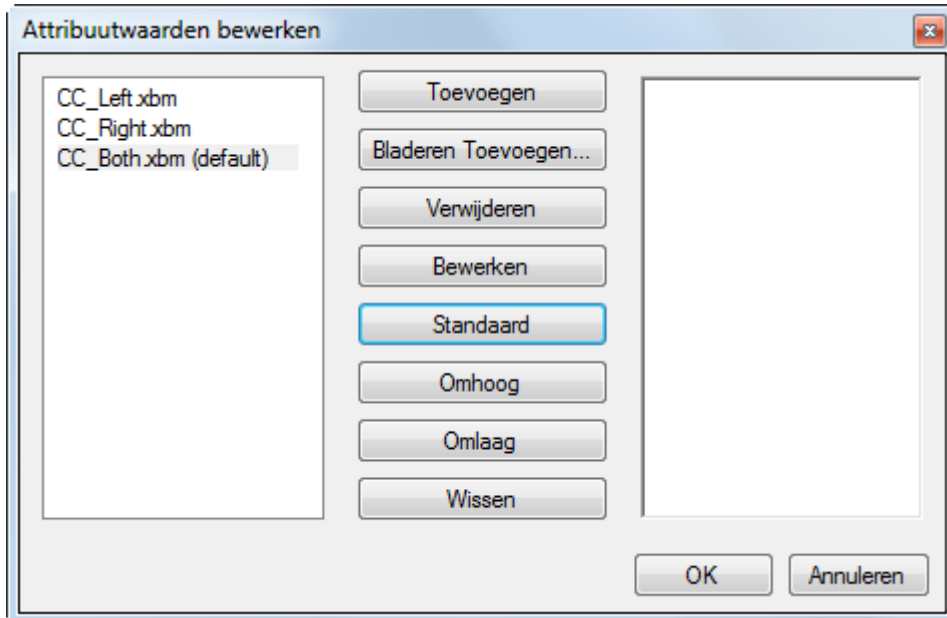 Attribuutwaarden bewerken
CC_Left.xbm
CC_Right.xbm
CC_Both.xbm (default)
Toevoegen
Bladeren Toevoegen...
Verwijderen
Bewerken
Standaard
Omhoog
Omlaag
Wissen
OK
Annuleren